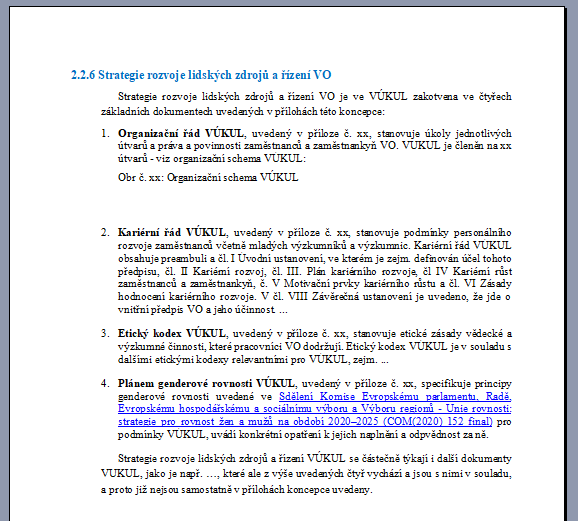 2.2.6 Strategie rozvoje lidských zdrojů a řízení VO
Strategie rozvoje lidských zdrojů a řízení VO je ve VÚKUL zakotvena ve čtyřech
základních dokumentech uvedených v přílohách této koncepce:
1. Organizační řád VÚKUL, uvedený v příloze č. xx, stanovuje úkoly jednotlivých
útvarů a práva a povinnosti zaměstnanců a zaměstnankyň VO. VÚKUL je členěn na xx
útvarů - viz organizační schema VÚKUL:
Obr č. xx: Organizační schema VÚKUL
2. Kariérní řád VÚKUL, uvedený v příloze č. xx, stanovuje podmínky personálního
rozvoje zaměstnanců včetně mladých výzkumníků a výzkumnic. Kariérní řád VÚKUL
obsahuje preambuli a čl. I Úvodní ustanovení, ve kterém je zejm. definován účel tohoto
předpisu, čl. II Kariérní rozvoj, čl. III. Plán kariérního rozvoje, čl IV Kariérní růst
zaměstnanců a zaměstnankyň, č. V Motivační prvky kariérního růstu a čl. VI Zásady
hodnocení kariérního rozvoje. V čl. VIII Závěrečná ustanovení je uvedeno, že jde o
vnitřní předpis VO a jeho účinnost. ...
3. Etický kodex VÚKUL, uvedený v příloze č. xx, stanovuje etické zásady vědecké a
výzkumné činnosti, které pracovníci VO dodržují. Etický kodex VÚKUL je v souladu s
dalšími etickými kodexy relevantními pro VÚKUL, zejm. ...
4. Plánem genderové rovnosti VÚKUL, uvedený v příloze č. xx, specifikuje principy
genderové rovnosti uvedené ve Sdělení Komise Evropskému parlamentu, Radě,
Evropskému hospodářskému a sociálnímu výboru a Výboru regionů - Unie rovnosti:
strategie pro rovnost žen a mužů na období 2020–2025 (COM(2020) 152 final) pro
podmínky VÚKUL, uvádí konkrétní opatření k jejich naplnění a odpvědnost za ně.
Strategie rozvoje lidských zdrojů a řízení VÚKUL se částečně týkají i další dokumenty
VUKUL, jako je např. …, které ale z výše uvedených čtyř vychází a jsou s nimi v souladu,
a proto již nejsou samostatně v přílohách koncepce uvedeny.